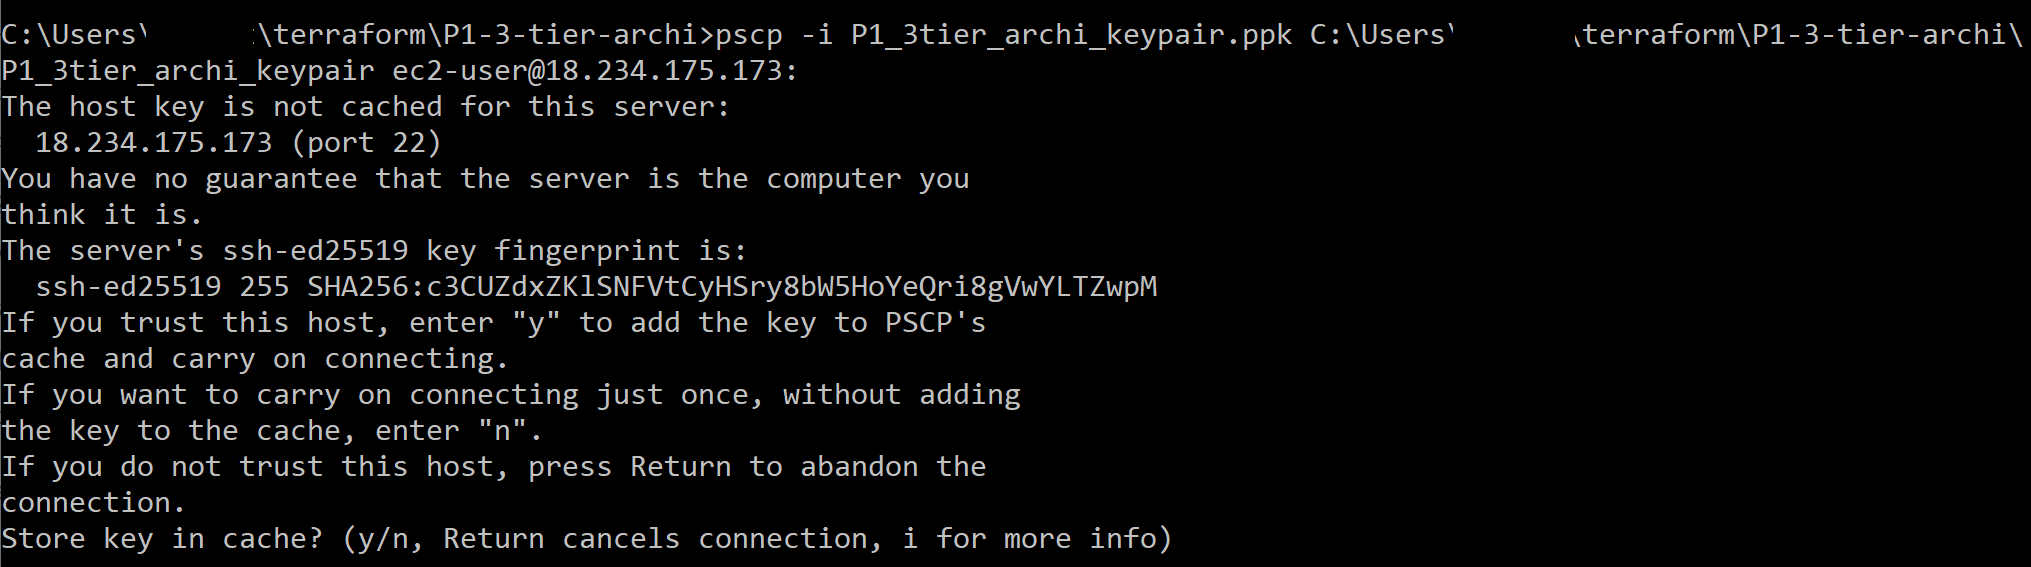 C:\Users\ \terraform\P1-3-tier-archi>pscp -i P1_3tier_archi_keypair.ppk C:\Users\ \terraform\P1-3-tier-archi\
P1_3tier_archi_keypair ec2-user@18.234.175.173:
The host key is not cached for this server:
  18.234.175.173 (port 22)
You have no guarantee that the server is the computer you
think it is.
The server's ssh-ed25519 key fingerprint is:
  ssh-ed25519 255 SHA256:c3CUZdxZKlSNFVtCyHSry8bW5HoYeQri8gVwYLTZwpM
If you trust this host, enter "y" to add the key to PSCP's
cache and carry on connecting.
If you want to carry on connecting just once, without adding
the key to the cache, enter "n".
If you do not trust this host, press Return to abandon the
connection.
Store key in cache? (y/n, Return cancels connection, i for more info)